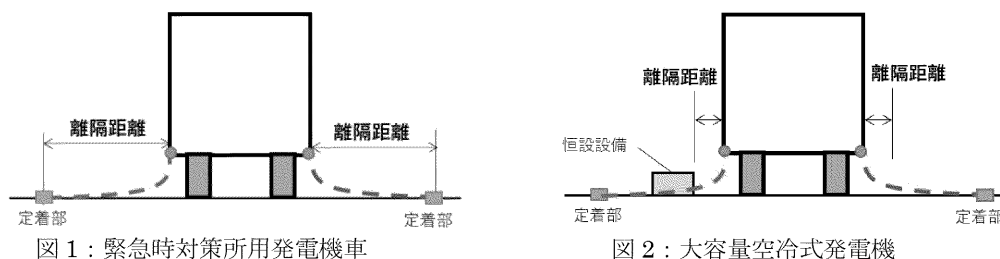 離隔距離
離隔距離
定着部
定着部
図1：緊急時対策所用発電機車
離隔距離
離隔距離
恒設設備
定着部
定着部
図2：大容量空冷式発電機